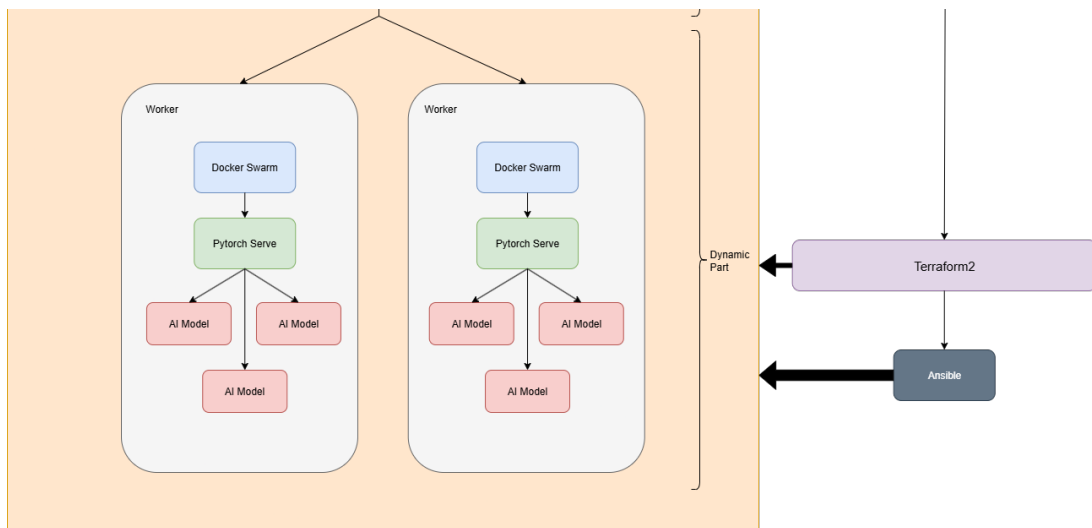 Worker
Worker
Docker Swarm
Docker Swarm
Pytorch Serve
Pytorch Serve
Dynamic
Part
Terraform2
AI Model
AI Model
AI Model
AI Model
AI Model
AI Model
Ansible